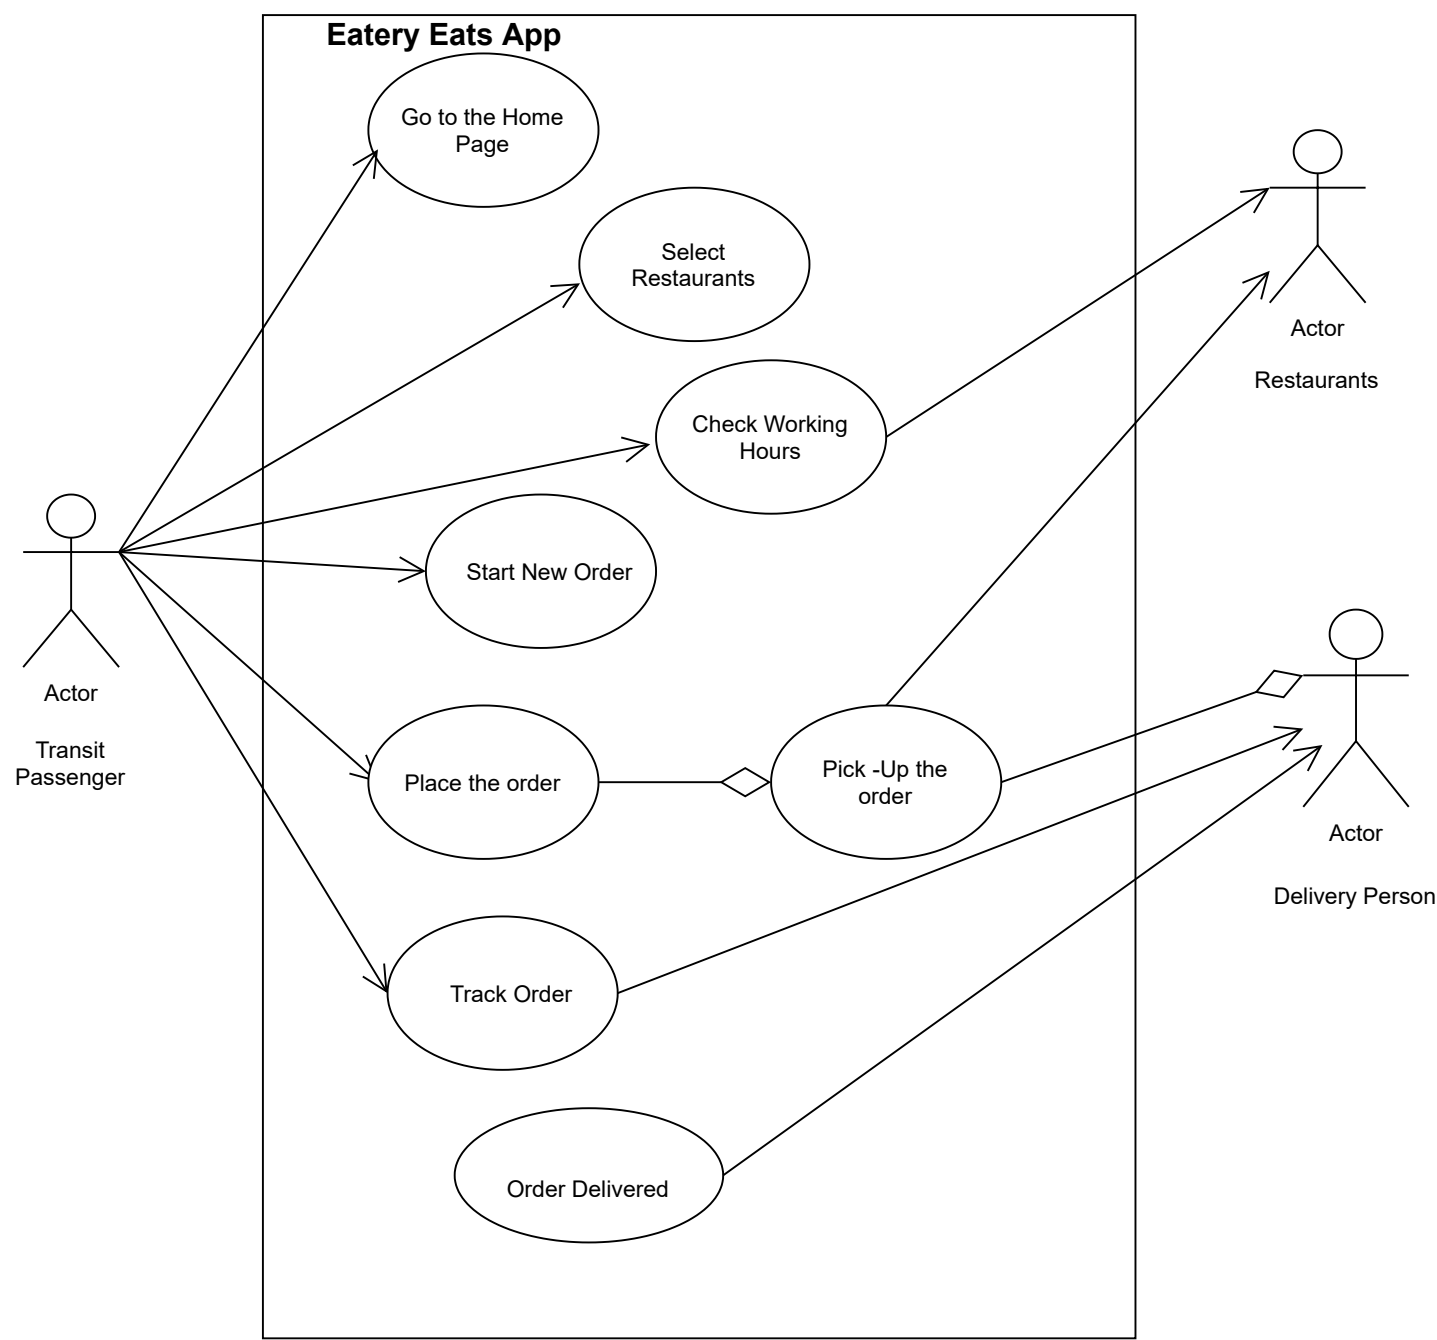 Eatery Eats App
Go to the Home
Page
Select
Restaurants
Actor
Restaurants
Check Working
Hours
Start New Order
Actor
Transit
Passenger
Place the order
Pick -Up the
order
Actor
Delivery Person
Track Order
Order Delivered